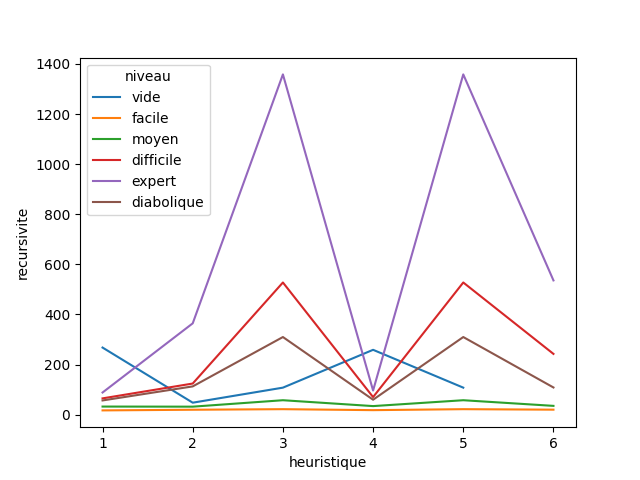 1400
1200
1000
800
600
400
200
0
recursivite
niveau
vide
facile
moyen
difficile
expert
diabolique
1 2 3 4 5 6
heuristique